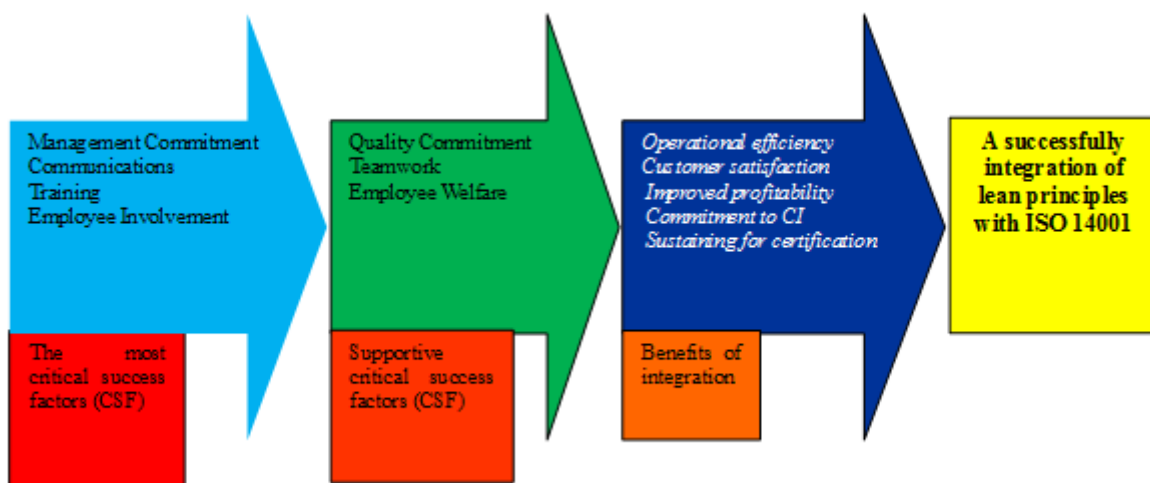 Management Commitment
Communications
Training
Employee Involvement
The most
critical success
factors (CSF)
Quality Commitment
Teamwork
Employee Welfare
Supportive
critical success
factors (CSF)
Operational efficiency
Customer satisfaction
Improved profitability
Commitment to CI
Sustaining for certification
Benefits of
integration
A successfully
integration of
lean principles
with ISO 14001